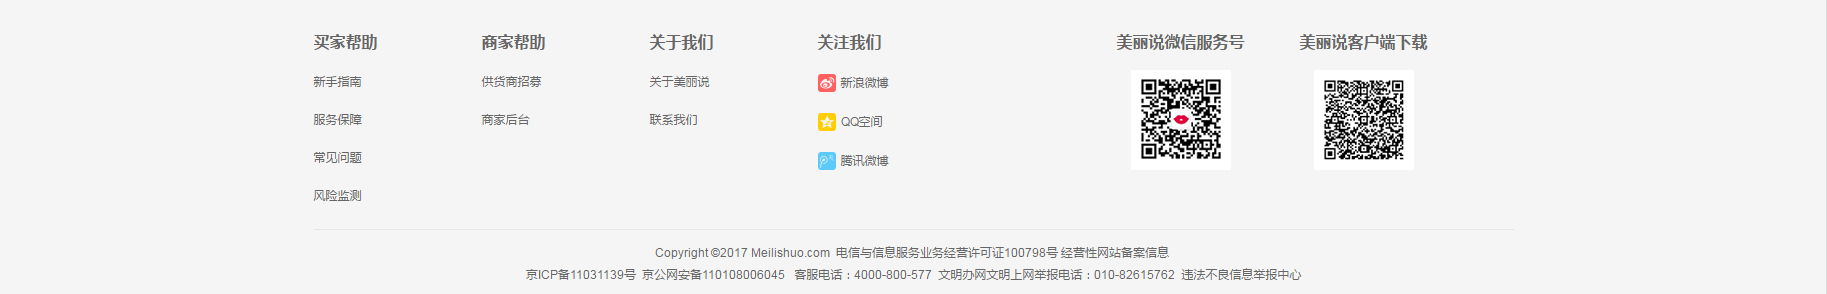 买家帮助
新手指南
服务保障
常见问题
风险监测
商家帮助
供货商招募
商家后台
关于我们
关于美丽说
联系我们
关注我们
新浪微博
QQ空间
腾讯微博
美丽说微信服务号
美丽说客户端下载
Copyright ©2017 Meilishuo.com 电信与信息服务业务经营许可证100798号 经营性网站备案信息
京ICP备11031139号 京公网安备110108006045 客服电话：4000-800-577 文明办网文明上网举报电话：010-82615762 违法不良信息举报中心